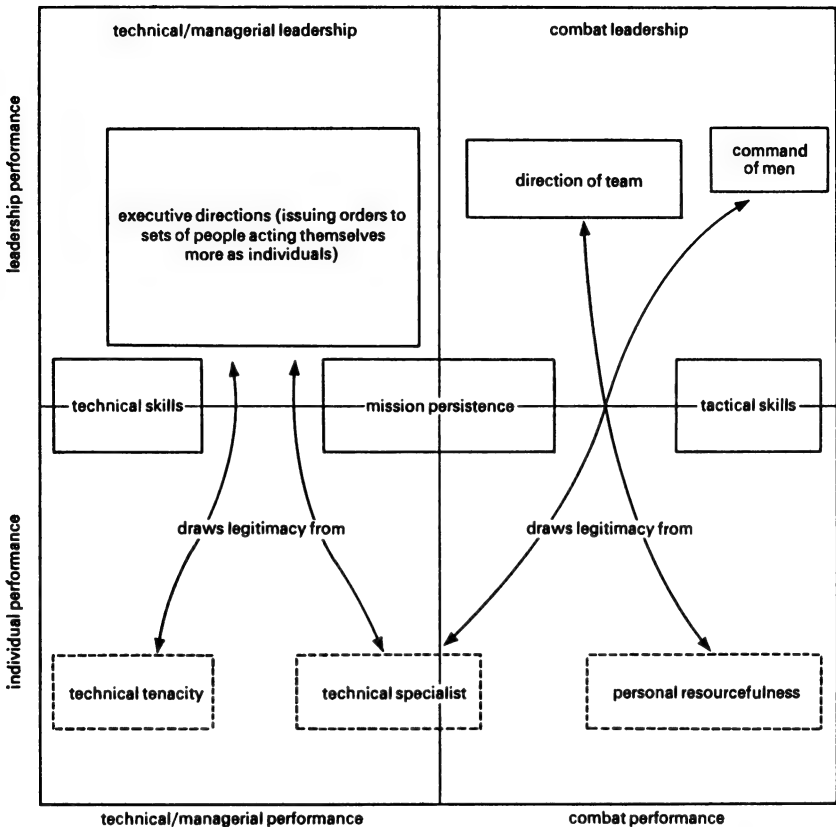 technical/managerial leadership
combat leadership
leadership performance
executive directions (issuing orders to
sets of people acting themselves
more as individuals)
direction of team
command
of men
technical skills
mission persistence
tactical skills
individual performance
draws legitimacy from
draws legitimacy from
technical tenacity
technical specialist
personal resourcefulness
technical/managerial performance
combat performance